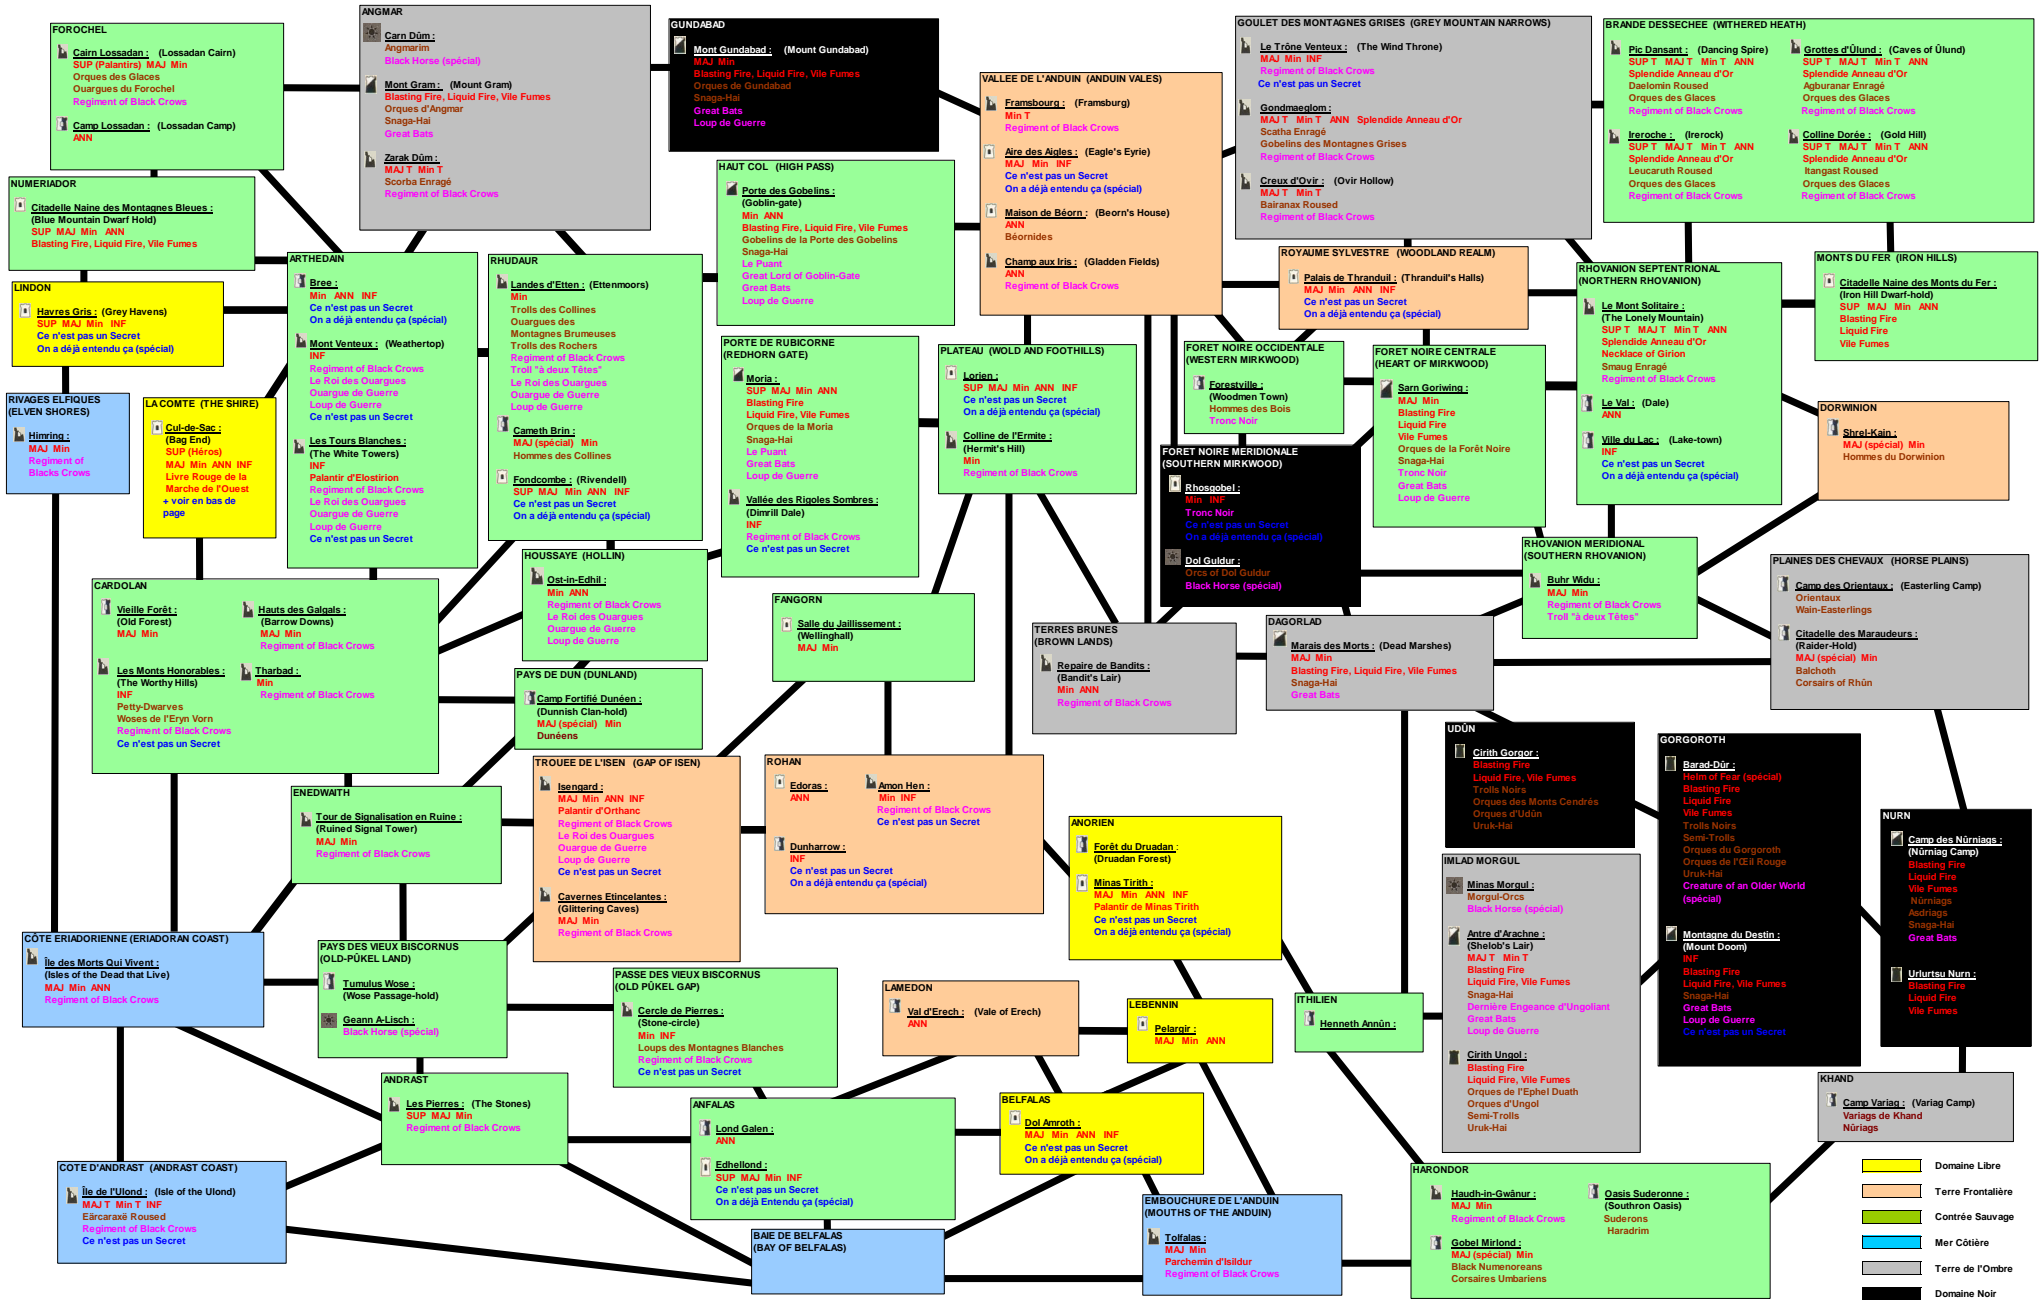 FOROCHEL
Cairn Lossadan : (Lossadan Cairn)
SUP (Palantirs) MAJ Min
Orques des Glaces
Ouargues du Forochel
Regiment of Black Crows
Camp Lossadan : (Lossadan Camp)
ANN
ANGMAR
Carn Dûm :
Angmarim
Black Horse (spécial)
Mont Gram : (Mount Gram)
Blasting Fire, Liquid Fire, Vile Fumes
Orques d'Angmar
Snaga-Hai
Great Bats
Zarak Dûm :
MAJ T Min T
Scorba Enragé
Regiment of Black Crows
GUNDABAD
Mont Gundabad : (Mount Gundabad)
MAJ Min
Blasting Fire, Liquid Fire, Vile Fumes
Orques de Gundabad
Snaga-Hai
Great Bats
Loup de Guerre
VALLEE DE L'ANDUIN (ANDUIN VALES)
Framsbourg : (Framsburg)
Min T
Regiment of Black Crows
Aire des Aigles : (Eagle's Eyrie)
MAJ Min INF
Ce n'est pas un Secret
On a déjà entendu ça (spécial)
Maison de Béorn : (Beorn's House)
ANN
Béornides
Champ aux Iris : (Gladden Fields)
ANN
Regiment of Black Crows
GOULET DES MONTAGNES GRISES (GREY MOUNTAIN NARROWS)
Le Trône Venteux : (The Wind Throne)
MAJ Min INF
Regiment of Black Crows
Ce n'est pas un Secret
Gondmaeglom :
MAJ T Min T ANN Splendide Anneau d'Or
Scatha Enragé
Gobelins des Montagnes Grises
Regiment of Black Crows
Creux d'Ovir : (Ovir Hollow)
MAJ T Min T
Bairanax Roused
Regiment of Black Crows
BRANDE DESSECHEE (WITHERED HEATH)
Pic Dansant : (Dancing Spire)
SUP T MAJ T Min T ANN
Splendide Anneau d'Or
Daelomin Roused
Orques des Glaces
Regiment of Black Crows
Grottes d'Ûlund : (Caves of Ûlund)
SUP T MAJ T Min T ANN
Splendide Anneau d'Or
Agburanar Enragé
Orques des Glaces
Regiment of Black Crows
Ireroche : (Irerock)
SUP T MAJ T Min T ANN
Splendide Anneau d'Or
Leucaruth Roused
Orques des Glaces
Regiment of Black Crows
Colline Dorée : (Gold Hill)
SUP T MAJ T Min T ANN
Splendide Anneau d'Or
Itangast Roused
Orques des Glaces
Regiment of Black Crows
NUMERIADOR
Citadelle Naine des Montagnes Bleues :
(Blue Mountain Dwarf Hold)
SUP MAJ Min ANN
Blasting Fire, Liquid Fire, Vile Fumes
HAUT COL (HIGH PASS)
Porte des Gobelins :
(Goblin-gate)
Min ANN
Blasting Fire, Liquid Fire, Vile Fumes
Gobelins de la Porte des Gobelins
Snaga-Hai
Le Puant
Great Lord of Goblin-Gate
Great Bats
Loup de Guerre
ARTHEDAIN
Bree :
Min ANN INF
Ce n'est pas un Secret
On a déjà entendu ça (spécial)
Mont Venteux : (Weathertop)
INF
Regiment of Black Crows
Le Roi des Ouargues
Ouargue de Guerre
Loup de Guerre
Ce n'est pas un Secret
Les Tours Blanches :
(The White Towers)
INF
Palantir d'Elostirion
Regiment of Black Crows
Le Roi des Ouargues
Ouargue de Guerre
Loup de Guerre
Ce n'est pas un Secret
RHUDAUR
Landes d'Etten : (Ettenmoors)
Min
Trolls des Collines
Ouargues des
Montagnes Brumeuses
Trolls des Rochers
Regiment of Black Crows
Troll "à deux Têtes"
Le Roi des Ouargues
Ouargue de Guerre
Loup de Guerre
Cameth Brin :
MAJ (spécial) Min
Hommes des Collines
Fondcombe : (Rivendell)
SUP MAJ Min ANN INF
Ce n'est pas un Secret
On a déjà entendu ça (spécial)
ROYAUME SYLVESTRE (WOODLAND REALM)
Palais de Thranduil : (Thranduil's Halls)
MAJ Min ANN INF
Ce n'est pas un Secret
On a déjà entendu ça (spécial)
RHOVANION SEPTENTRIONAL
(NORTHERN RHOVANION)
Le Mont Solitaire :
(The Lonely Mountain)
SUP T MAJ T Min T ANN
Splendide Anneau d'Or
Necklace of Girion
Smaug Enragé
Regiment of Black Crows
Le Val : (Dale)
ANN
Ville du Lac : (Lake-town)
INF
Ce n'est pas un Secret
On a déjà entendu ça (spécial)
MONTS DU FER (IRON HILLS)
Citadelle Naine des Monts du Fer :
(Iron Hill Dwarf-hold)
SUP MAJ Min ANN
Blasting Fire
Liquid Fire
Vile Fumes
LINDON
Havres Gris : (Grey Havens)
SUP MAJ Min INF
Ce n'est pas un Secret
On a déjà entendu ça (spécial)
PORTE DE RUBICORNE
(REDHORN GATE)
Moria :
SUP MAJ Min ANN
Blasting Fire
Liquid Fire, Vile Fumes
Orques de la Moria
Snaga-Hai
Le Puant
Great Bats
Loup de Guerre
Vallée des Rigoles Sombres :
(Dimrill Dale)
INF
Regiment of Black Crows
Ce n'est pas un Secret
PLATEAU (WOLD AND FOOTHILLS)
Lorien :
SUP MAJ Min ANN INF
Ce n'est pas un Secret
On a déjà entendu ça (spécial)
Colline de l'Ermite :
(Hermit's Hill)
Min
Regiment of Black Crows
FORET NOIRE OCCIDENTALE
(WESTERN MIRKWOOD)
Forestville :
(Woodmen Town)
Hommes des Bois
Tronc Noir
FORET NOIRE CENTRALE
(HEART OF MIRKWOOD)
Sarn Goriwing :
MAJ Min
Blasting Fire
Liquid Fire
Vile Fumes
Orques de la Forêt Noire
Snaga-Hai
Tronc Noir
Great Bats
Loup de Guerre
RIVAGES ELFIQUES
(ELVEN SHORES)
Himring :
MAJ Min
Regiment of
Blacks Crows
LA COMTE (THE SHIRE)
Cul-de-Sac :
(Bag End)
SUP (Héros)
MAJ Min ANN INF
Livre Rouge de la
Marche de l'Ouest
+ voir en bas de
page
DORWINION
Shrel-Kain :
MAJ (spécial) Min
Hommes du Dorwinion
FORET NOIRE MERIDIONALE
(SOUTHERN MIRKWOOD)
Rhosgobel :
Min INF
Tronc Noir
Ce n'est pas un Secret
On a déjà entendu ça (spécial)
Dol Guldur :
Orcs of Dol Guldur
Black Horse (spécial)
RHOVANION MERIDIONAL
(SOUTHERN RHOVANION)
Buhr Widu :
MAJ Min
Regiment of Black Crows
Troll "à deux Têtes"
HOUSSAYE (HOLLIN)
Ost-in-Edhil :
Min ANN
Regiment of Black Crows
Le Roi des Ouargues
Ouargue de Guerre
Loup de Guerre
PLAINES DES CHEVAUX (HORSE PLAINS)
Camp des Orientaux : (Easterling Camp)
Orientaux
Wain-Easterlings
Citadelle des Maraudeurs :
(Raider-Hold)
MAJ (spécial) Min
Balchoth
Corsairs of Rhûn
CARDOLAN
Vieille Forêt :
(Old Forest)
MAJ Min
Hauts des Galgals :
(Barrow Downs)
MAJ Min
Regiment of Black Crows
Les Monts Honorables :
(The Worthy Hills)
INF
Petty-Dwarves
Woses de l'Eryn Vorn
Regiment of Black Crows
Ce n'est pas un Secret
Tharbad :
Min
Regiment of Black Crows
FANGORN
Salle du Jaillissement :
(Wellinghall)
MAJ Min
TERRES BRUNES
(BROWN LANDS)
Repaire de Bandits :
(Bandit's Lair)
Min ANN
Regiment of Black Crows
DAGORLAD
Marais des Morts : (Dead Marshes)
MAJ Min
Blasting Fire, Liquid Fire, Vile Fumes
Snaga-Hai
Great Bats
PAYS DE DUN (DUNLAND)
Camp Fortifié Dunéen :
(Dunnish Clan-hold)
MAJ (spécial) Min
Dunéens
UDÛN
Cirith Gorgor :
Blasting Fire
Liquid Fire, Vile Fumes
Trolls Noirs
Orques des Monts Cendrés
Orques d'Udûn
Uruk-Hai
GORGOROTH
Barad-Dûr :
Helm of Fear (spécial)
Blasting Fire
Liquid Fire
Vile Fumes
Trolls Noirs
Semi-Trolls
Orques du Gorgoroth
Orques de l'Œil Rouge
Uruk-Hai
Creature of an Older World
(spécial)
Montagne du Destin :
(Mount Doom)
INF
Blasting Fire
Liquid Fire, Vile Fumes
Snaga-Hai
Great Bats
Loup de Guerre
Ce n'est pas un Secret
TROUEE DE L'ISEN (GAP OF ISEN)
Isengard :
MAJ Min ANN INF
Palantir d'Orthanc
Regiment of Black Crows
Le Roi des Ouargues
Ouargue de Guerre
Loup de Guerre
Ce n'est pas un Secret
Cavernes Etincelantes :
(Glittering Caves)
MAJ Min
Regiment of Black Crows
ROHAN
Edoras :
ANN
Amon Hen :
Min INF
Regiment of Black Crows
Ce n'est pas un Secret
Dunharrow :
INF
Ce n'est pas un Secret
On a déjà entendu ça (spécial)
ENEDWAITH
Tour de Signalisation en Ruine :
(Ruined Signal Tower)
MAJ Min
Regiment of Black Crows
ANORIEN
Forêt du Druadan :
(Druadan Forest)
Minas Tirith :
MAJ Min ANN INF
Palantir de Minas Tirith
Ce n'est pas un Secret
On a déjà entendu ça (spécial)
NURN
Camp des Nûrniags :
(Nûrniag Camp)
Blasting Fire
Liquid Fire
Vile Fumes
Nûrniags
Asdriags
Snaga-Hai
Great Bats
Urlurtsu Nurn :
Blasting Fire
Liquid Fire
Vile Fumes
IMLAD MORGUL
Minas Morgul :
Morgul-Orcs
Black Horse (spécial)
Antre d'Arachne :
(Shelob's Lair)
MAJ T Min T
Blasting Fire
Liquid Fire, Vile Fumes
Snaga-Hai
Dernière Engeance d'Ungoliant
Great Bats
Loup de Guerre
Cirith Ungol :
Blasting Fire
Liquid Fire, Vile Fumes
Orques de l'Ephel Duath
Orques d'Ungol
Semi-Trolls
Uruk-Hai
CÔTE ERIADORIENNE (ERIADORAN COAST)
Île des Morts Qui Vivent :
(Isles of the Dead that Live)
MAJ Min ANN
Regiment of Black Crows
PAYS DES VIEUX BISCORNUS
(OLD-PÛKEL LAND)
Tumulus Wose :
(Wose Passage-hold)
Geann A-Lisch :
Black Horse (spécial)
PASSE DES VIEUX BISCORNUS
(OLD PÛKEL GAP)
Cercle de Pierres :
(Stone-circle)
Min INF
Loups des Montagnes Blanches
Regiment of Black Crows
Ce n'est pas un Secret
LAMEDON
Val d'Erech : (Vale of Erech)
ANN
LEBENNIN
Pelargir :
MAJ Min ANN
ITHILIEN
Henneth Annûn :
ANDRAST
Les Pierres : (The Stones)
SUP MAJ Min
Regiment of Black Crows
ANFALAS
Lond Galen :
ANN
Edhellond :
SUP MAJ Min INF
Ce n'est pas un Secret
On a déjà Entendu ça (spécial)
BELFALAS
Dol Amroth :
MAJ Min ANN INF
Ce n'est pas un Secret
On a déjà entendu ça (spécial)
KHAND
Camp Variag : (Variag Camp)
Variags de Khand
Nûriags
COTE D'ANDRAST (ANDRAST COAST)
Île de l'Ulond : (Isle of the Ulond)
MAJ T Min T INF
Eärcaraxë Roused
Regiment of Black Crows
Ce n'est pas un Secret
BAIE DE BELFALAS
(BAY OF BELFALAS)
EMBOUCHURE DE L'ANDUIN
(MOUTHS OF THE ANDUIN)
Tolfalas :
MAJ Min
Parchemin d'Isildur
Regiment of Black Crows
HARONDOR
Haudh-in-Gwânur :
MAJ Min
Regiment of Black Crows
Oasis Suderonne :
(Southron Oasis)
Suderons
Haradrim
Gobel Mirlond :
MAJ (spécial) Min
Black Numenoreans
Corsaires Umbariens
Domaine Libre
Terre Frontalière
Contrée Sauvage
Mer Côtière
Terre de l'Ombre
Domaine Noir